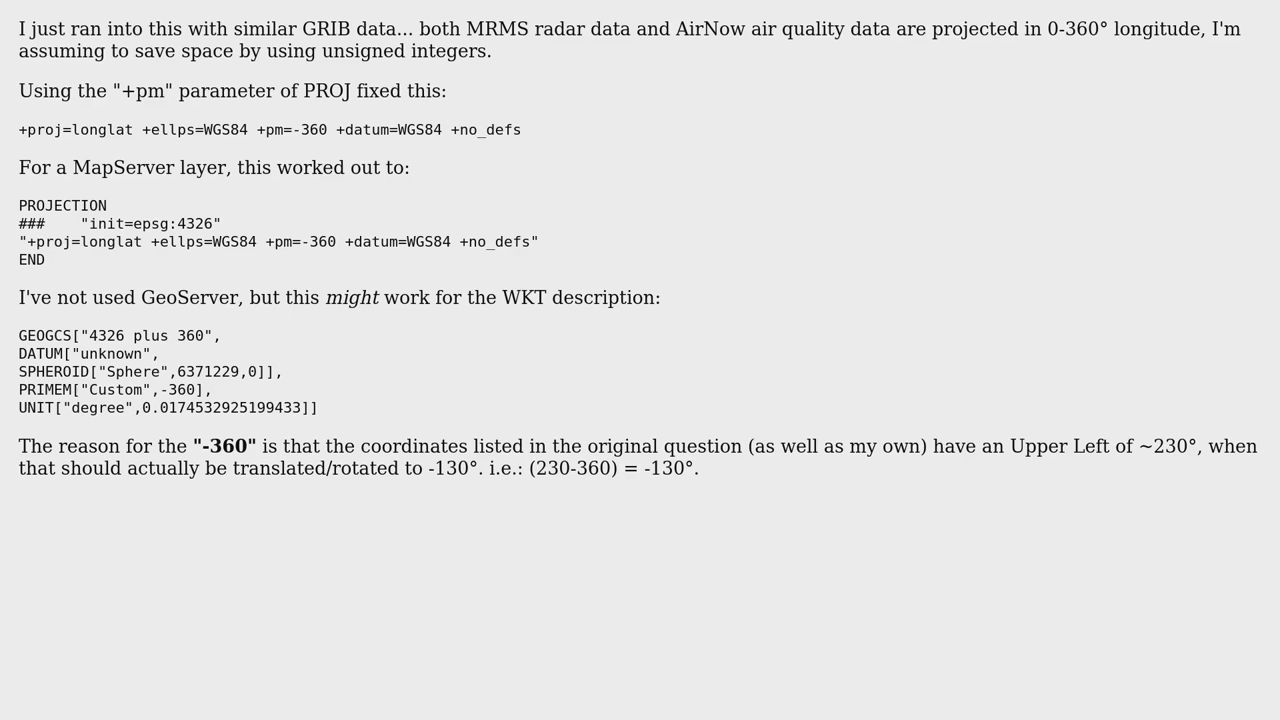 I just ran into this with similar GRIB data... both MRMS radar data and AirNow air quality data are projected in 0-360° longitude, I'm
assuming to save space by using unsigned integers.
Using the "+pm" parameter of PROJ fixed this:
+proj=longlat +ellps=WGS84 +pm=-360 +datum=WGS84 +no_defs
For a MapServer layer, this worked out to:
PROJECTION
###    "init=epsg:4326"
"+proj=longlat +ellps=WGS84 +pm=-360 +datum=WGS84 +no_defs"
END
I've not used GeoServer, but this might work for the WKT description:
GEOGCS["4326 plus 360",
DATUM["unknown",
SPHEROID["Sphere",6371229,0]],
PRIMEM["Custom",-360],
UNIT["degree",0.0174532925199433]]
The reason for the "-360" is that the coordinates listed in the original question (as well as my own) have an Upper Left of ~230°, when
that should actually be translated/rotated to -130°. i.e.: (230-360) = -130°.